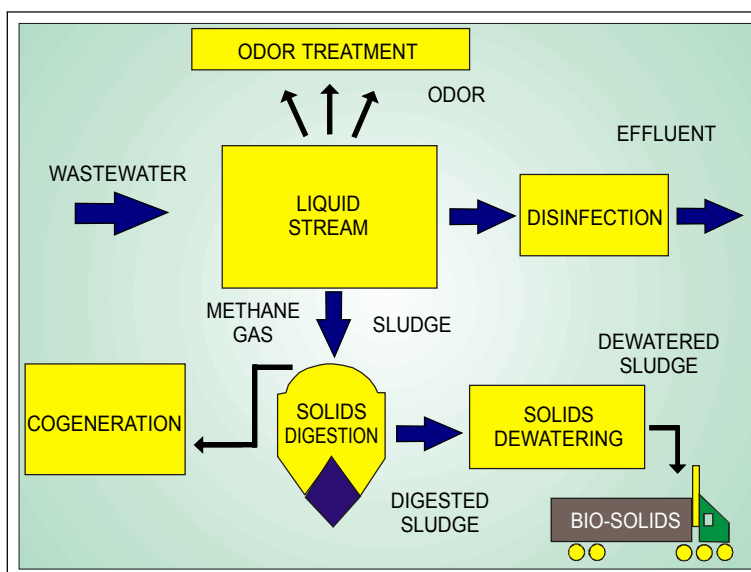 ODOR TREATMENT
ODOR
EFFLUENT
WASTEWATER
LIQUID
STREAM
DISINFECTION
METHANE
GAS
SLUDGE
DEWATERED
SLUDGE
COGENERATION
SOLIDS
DIGESTION
SOLIDS
DEWATERING
DIGESTED
SLUDGE
BIO-SOLIDS